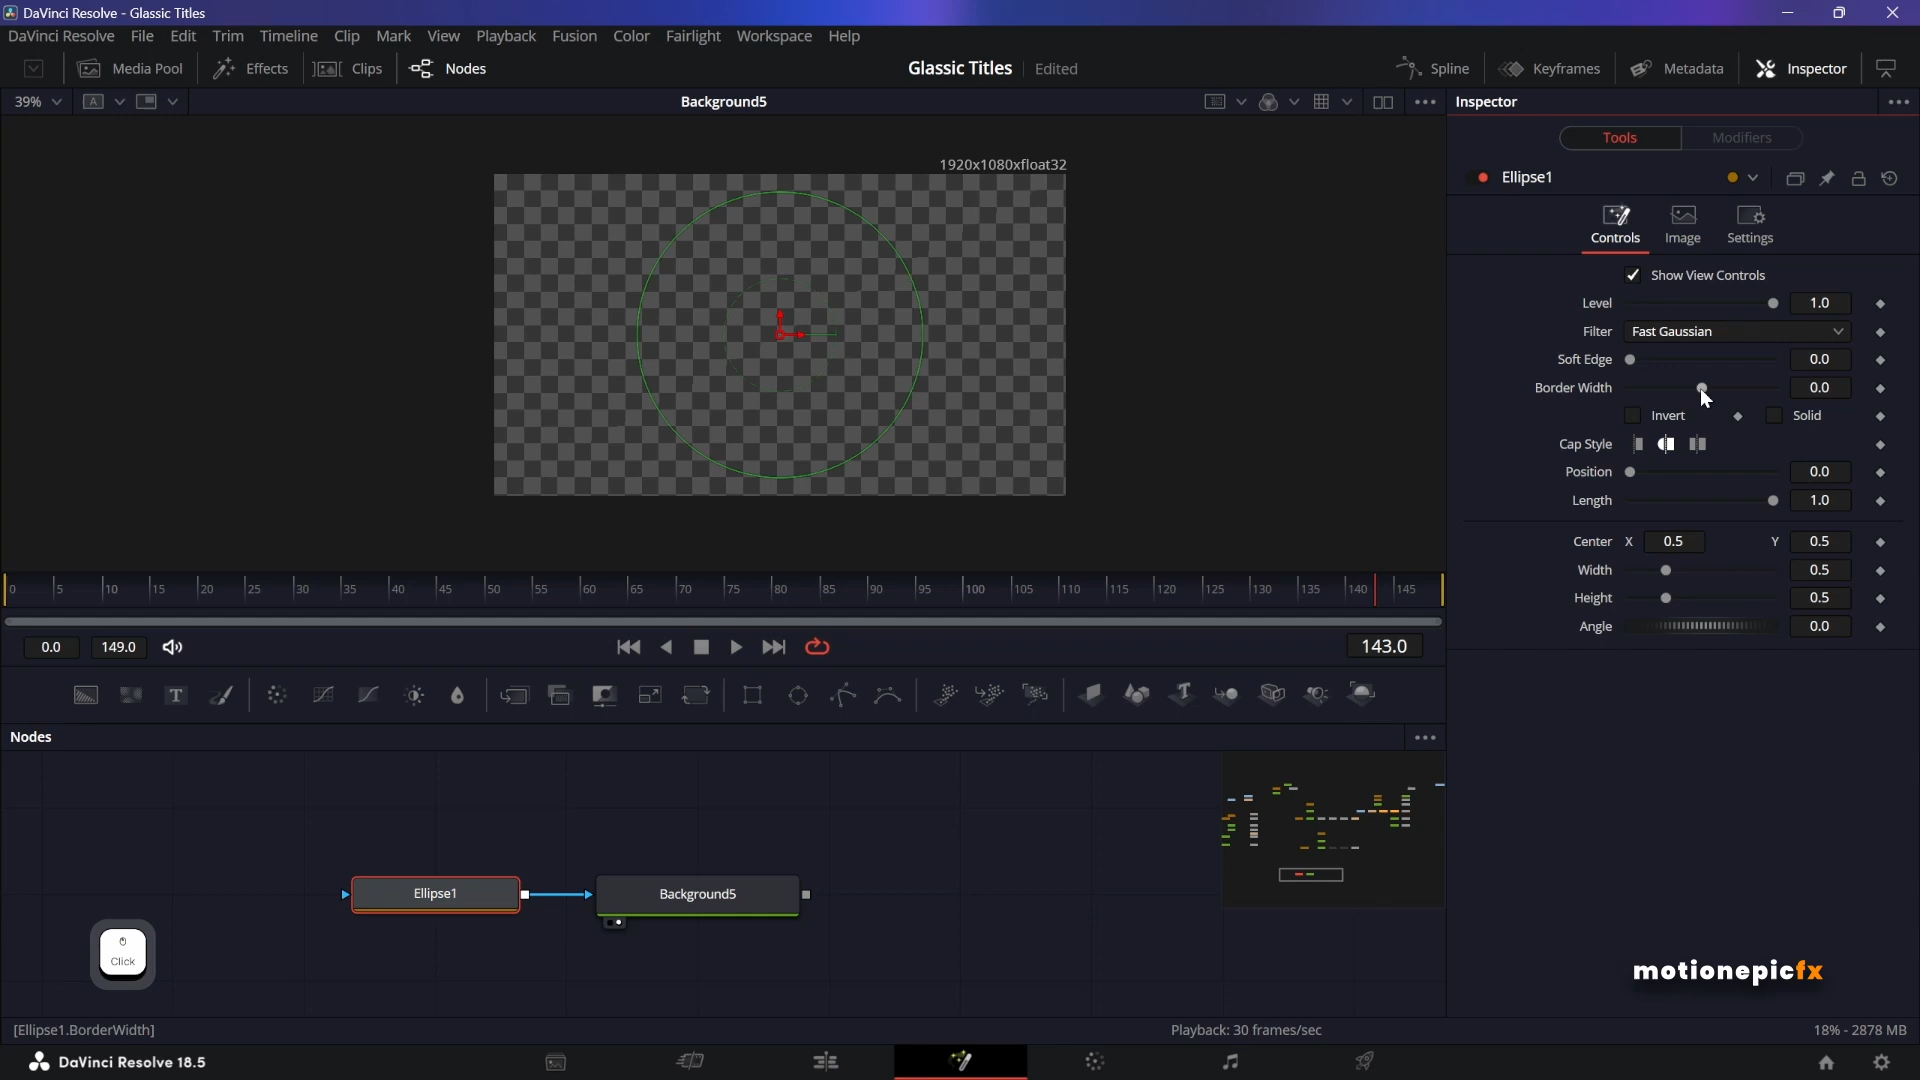 DaVinci Resolve - Glassic Titles
DaVinci Resolve File Edit Trim Timeline Clip Mark View Playback Fusion Color Fairlight Workspace Help
Media Pool Effects Clips Nodes Glassic Titles Edited Spline Keyframes Metadata Inspector
39% A Background5 Inspector
Tools Modifiers
1920x1080xfloat32
Ellipse1
Controls Image Settings
Show View Controls
Level 1.0
Filter Fast Gaussian
Soft Edge 0.0
Border Width 0.0
Invert Solid
Cap Style
Position 0.0
Length 1.0
Center X 0.5 Y 0.5
Width 0.5
Height 0.5
Angle 0.0
0 5 10 15 20 25 30 35 40 45 50 55 60 65 70 75 80 85 90 95 100 105 110 115 120 125 130 135 140 145
0.0 149.0 143.0
T T
Nodes
Ellipse1 Background5
Click
motionepicfx
[Ellipse1.BorderWidth] Playback: 30 frames/sec 18% - 2878 MB
DaVinci Resolve 18.5